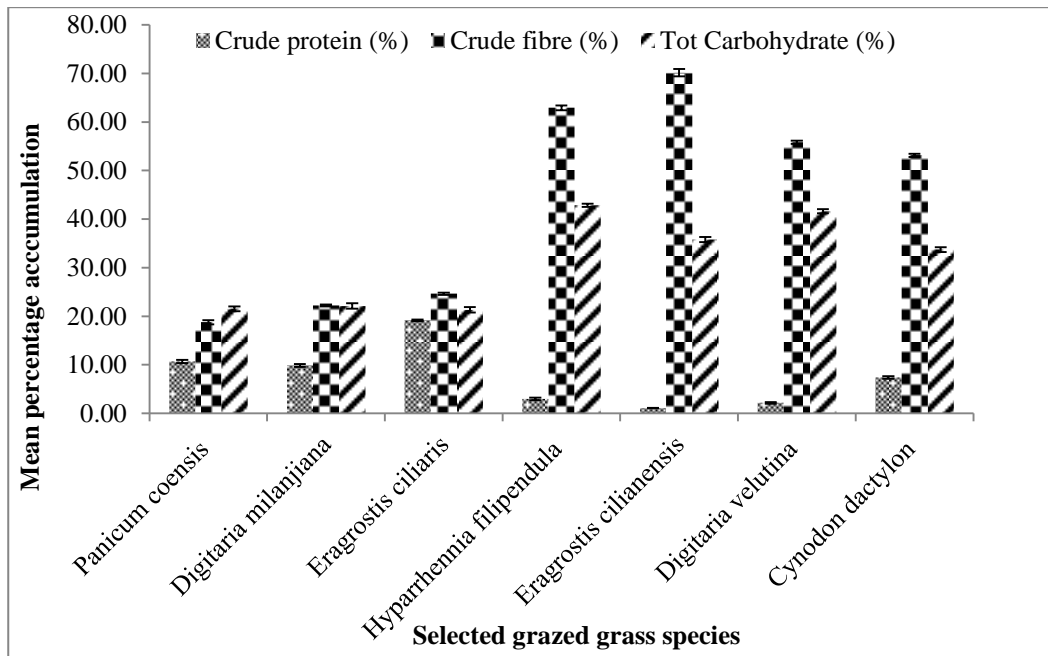 80.00
70.00
60.00
50.00
40.00
30.00
20.00
10.00
0.00
Mean percentage acccumulation
Crude protein (%) Crude fibre (%) Tot Carbohydrate (%)
Panicum coensis
Digitaria milanjiana
Eragrostis ciliaris
Hyparrhennia filipendula
Eragrostis cilianensis
Digitaria velutina
Cynodon dactylon
Selected grazed grass species